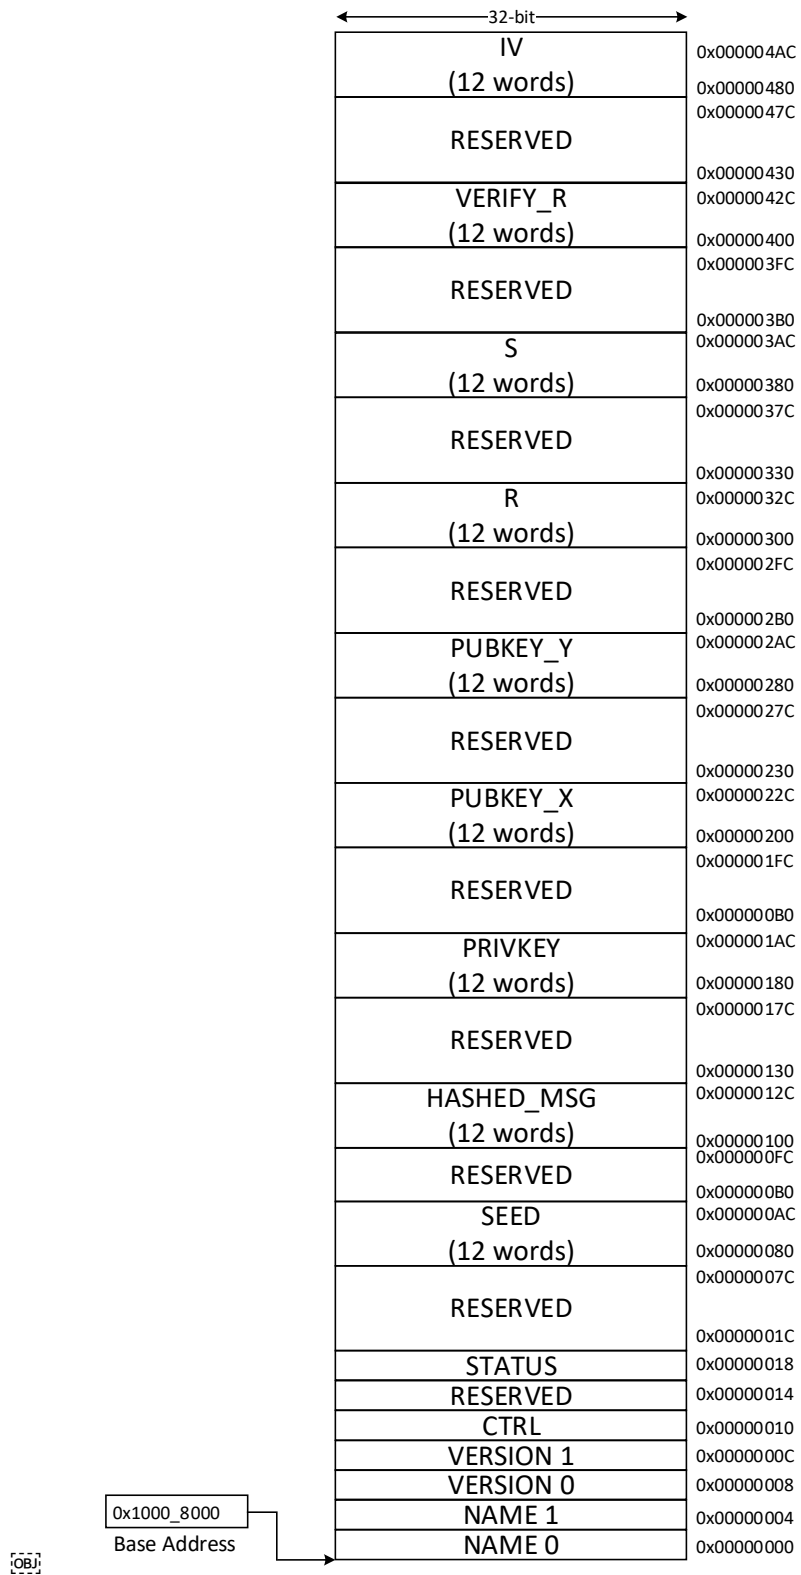 32-bit
IV
(12 words)
0x000004AC
0x00000480
RESERVED
0x0000047C
0x00000430
VERIFY_R
(12 words)
0x0000042C
0x00000400
RESERVED
0x000003FC
0x000003B0
S
(12 words)
0x000003AC
0x00000380
RESERVED
0x0000037C
0x00000330
R
(12 words)
0x0000032C
0x00000300
RESERVED
0x000002FC
0x000002B0
PUBKEY_Y
(12 words)
0x000002AC
0x00000280
RESERVED
0x0000027C
0x00000230
PUBKEY_X
(12 words)
0x0000022C
0x00000200
RESERVED
0x000001FC
0x000000B0
PRIVKEY
(12 words)
0x000001AC
0x00000180
RESERVED
0x0000017C
0x00000130
HASHED_MSG
(12 words)
0x0000012C
0x00000100
RESERVED
0x000000FC
0x000000B0
SEED
(12 words)
0x000000AC
0x00000080
RESERVED
0x0000007C
0x0000001C
STATUS 0x00000018
RESERVED 0x00000014
CTRL 0x00000010
VERSION 1 0x0000000C
VERSION 0 0x00000008
NAME 1 0x00000004
NAME 0 0x00000000
0x1000_8000
Base Address
OBJ